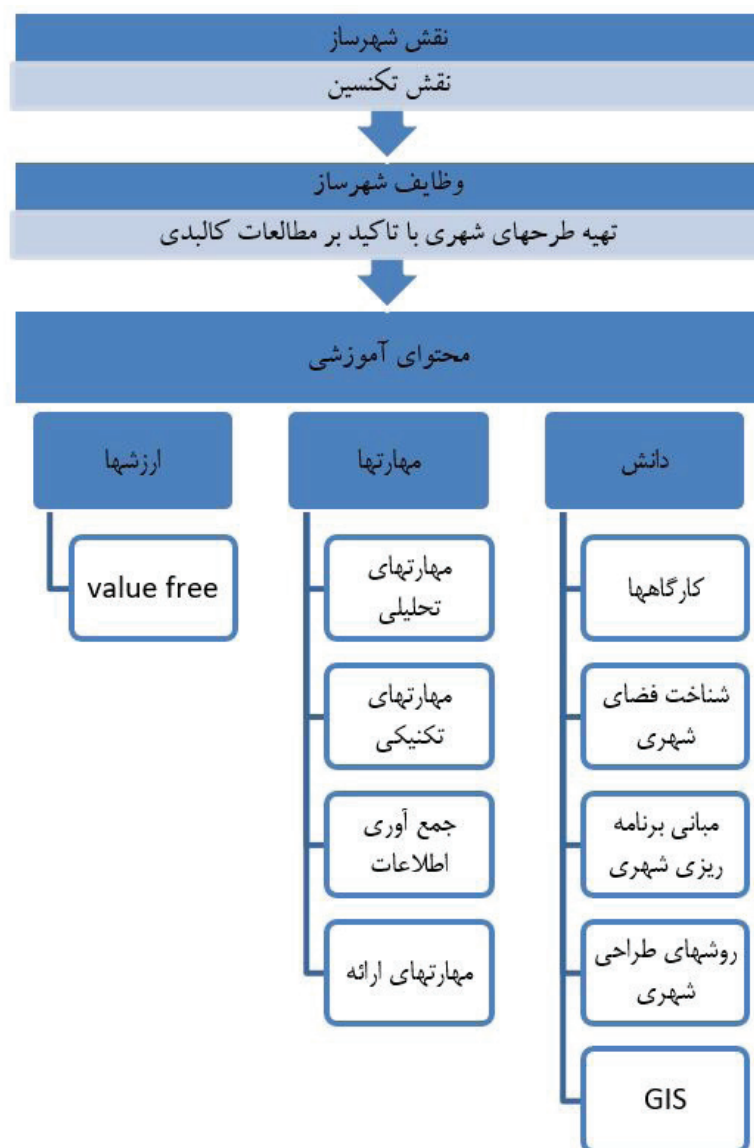 نقش شهرساز
نقش تکنسین
وظایف شهرساز
تهیه طرحهای شهری با تاکید بر مطالعات کالبدی
محتوای آموزشی
دانش
کارگاهها
شناخت فضای
شهری
مبانی برنامه
ریزی شهری
روشهای طراحی
شهری
GIS
مهارتها
مهارتهای
تحلیلی
مهارتهای
تکنیکی
جمع آوری
اطلاعات
مهارتهای ارائه
ارزشها
value free